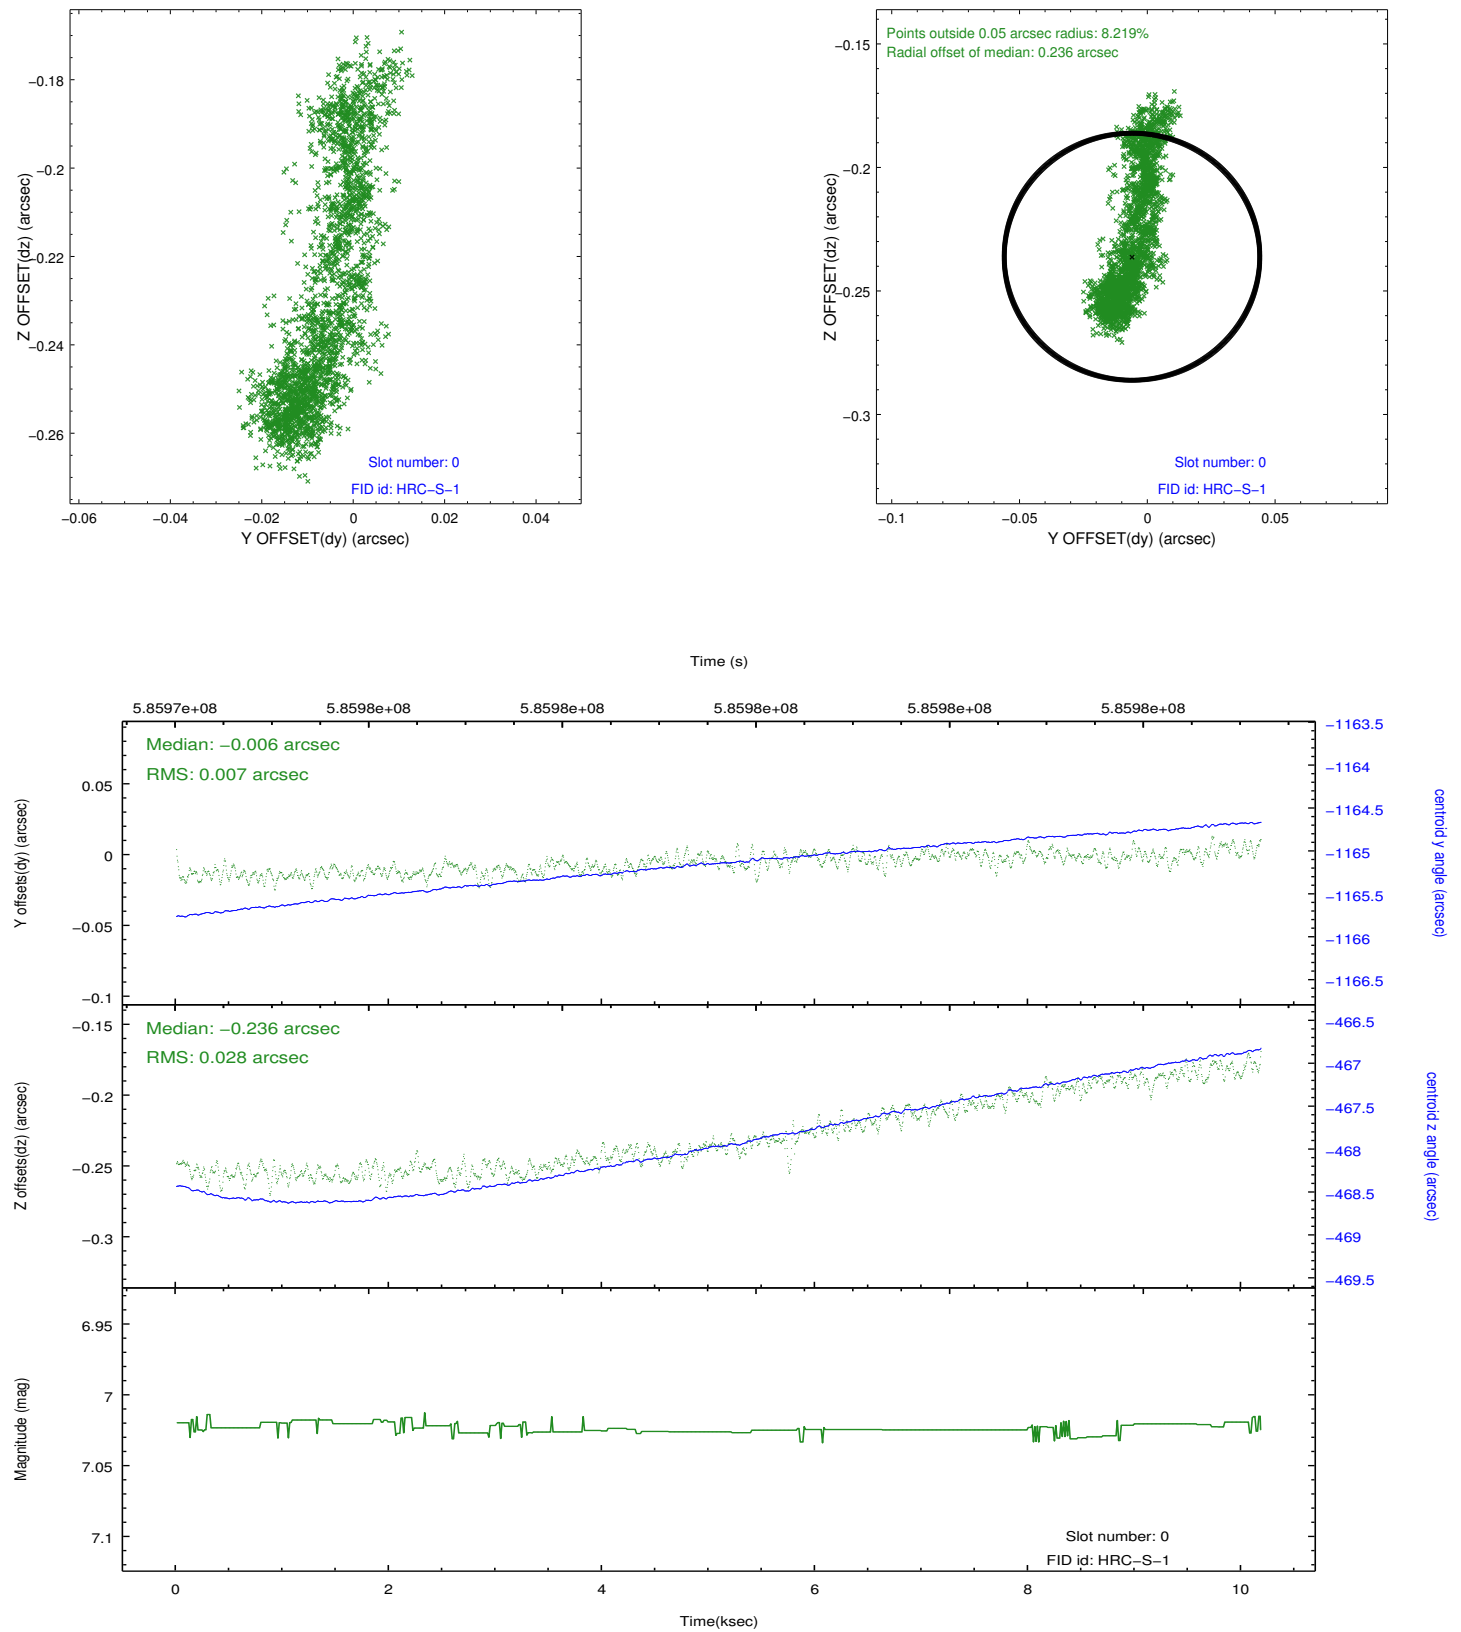 −0.18
−0.2
−0.22
−0.24
−0.26
Z OFFSET(dz) (arcsec)
Slot number: 0
FID id: HRC−S−1
−0.06
−0.04
−0.02
0
0.02
0.04
Y OFFSET(dy) (arcsec)
Points outside 0.05 arcsec radius: 8.219%
Radial offset of median: 0.236 arcsec
−0.15
−0.2
−0.25
−0.3
Z OFFSET(dz) (arcsec)
Slot number: 0
FID id: HRC−S−1
−0.1
−0.05
0
0.05
Y OFFSET(dy) (arcsec)
Time (s)
5.8597e+08
5.8598e+08
5.8598e+08
5.8598e+08
5.8598e+08
5.8598e+08
Median: −0.006 arcsec
RMS: 0.007 arcsec
0.05
0
−0.05
−0.1
Y offsets(dy) (arcsec)
−1163.5
−1164
−1164.5
−1165
−1165.5
−1166
−1166.5
centroid y angle (arcsec)
Median: −0.236 arcsec
RMS: 0.028 arcsec
−0.15
−0.2
−0.25
−0.3
Z offsets(dz) (arcsec)
−466.5
−467
−467.5
−468
−468.5
−469
−469.5
centroid z angle (arcsec)
6.95
7
7.05
7.1
Magnitude (mag)
Slot number: 0
FID id: HRC−S−1
0
2
4
6
8
10
Time(ksec)